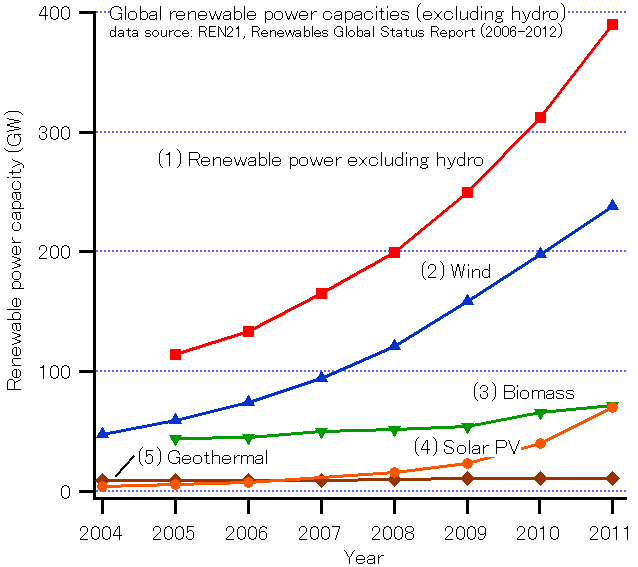 Global renewable power capacities (excluding hydro)
data source: REN21, Renewables Global Status Report (2006-2012)
Renewable power capacity (GW)
400
300
200
100
0
(1) Renewable power excluding hydro
(2) Wind
(3) Biomass
(4) Solar PV
(5) Geothermal
2004 2005 2006 2007 2008 2009 2010 2011
Year